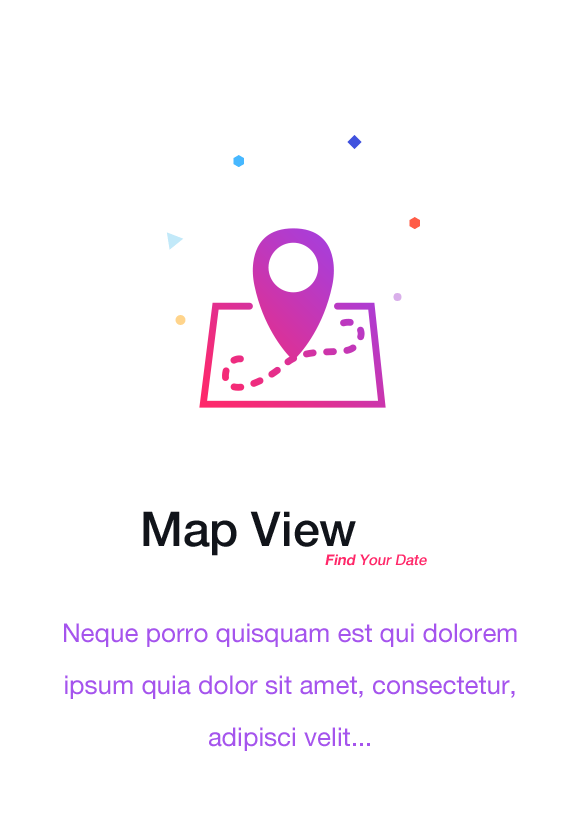 Map View
Find Your Date
Neque porro quisquam est qui dolorem
ipsum quia dolor sit amet, consectetur,
adipisci velit...